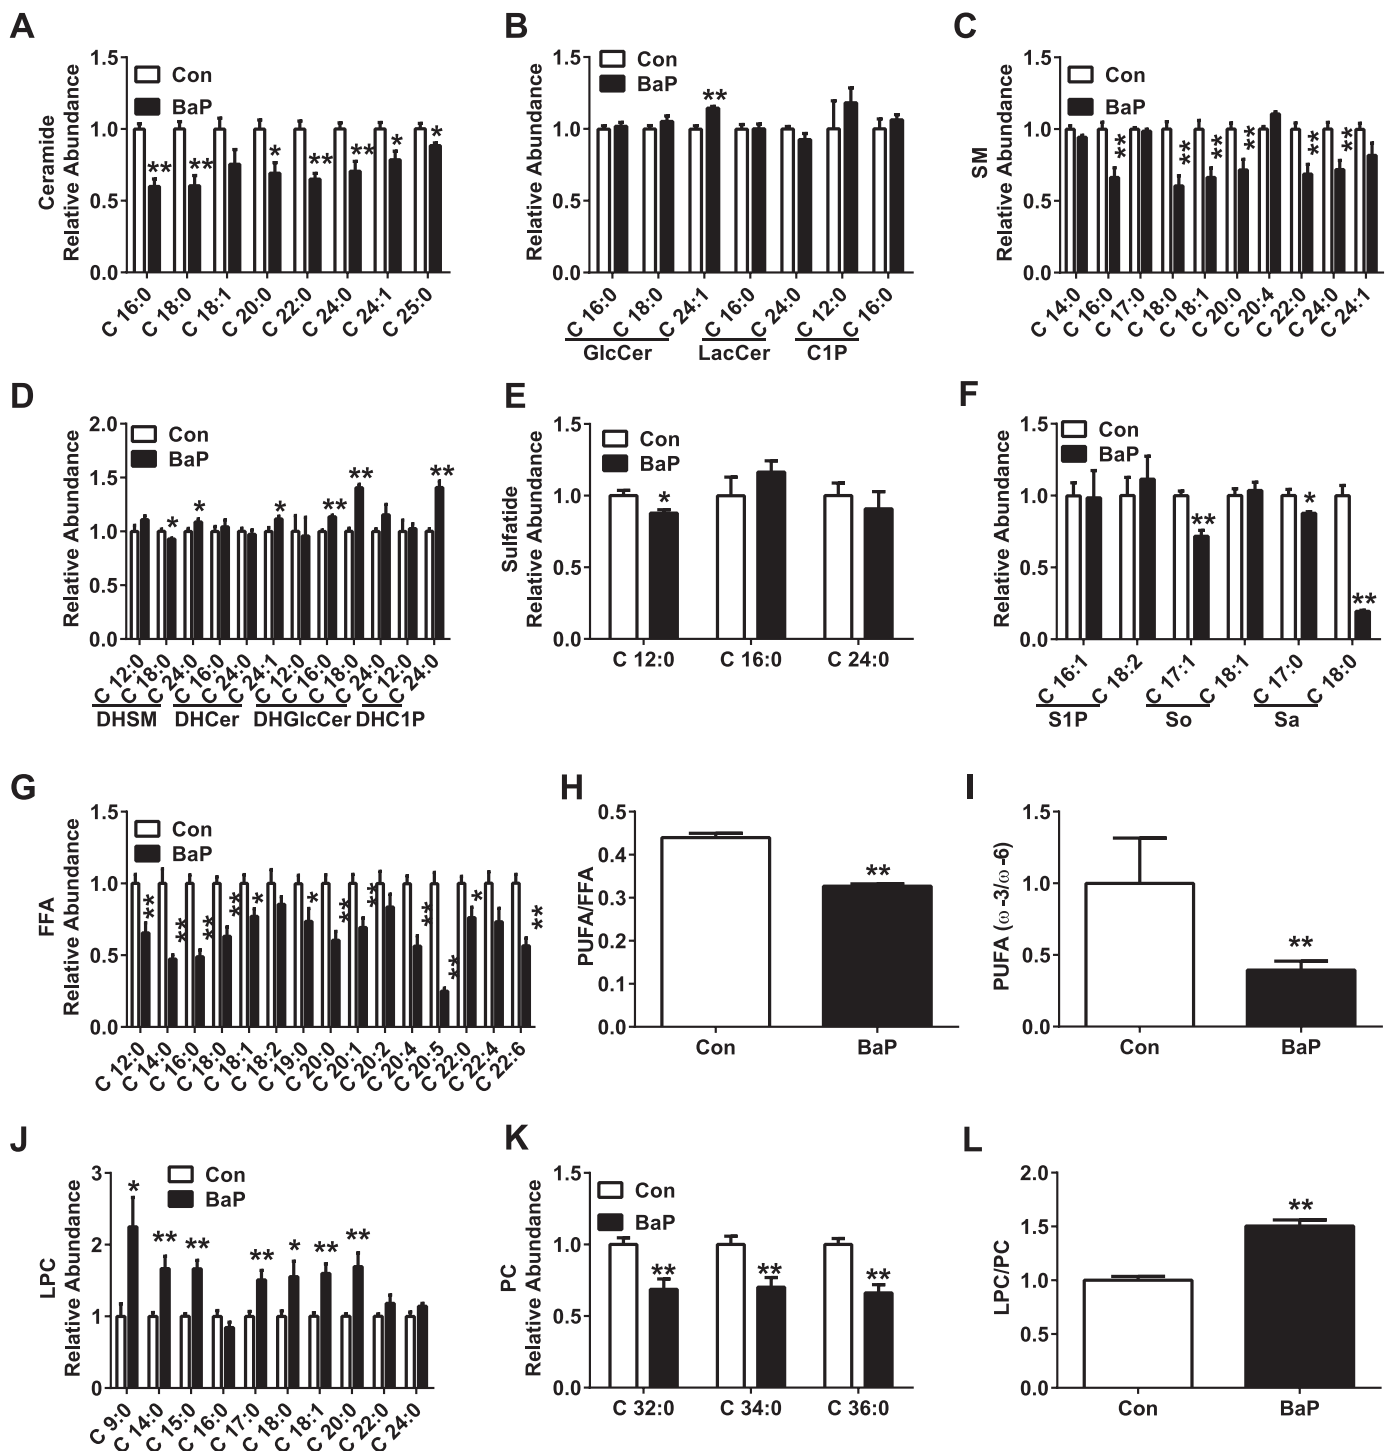 A
Ceramide
Relative Abundance
1.5
1.0
0.5
0.0
Con
BaP
** ** * ** ** * *
C 16:0 C 18:0 C 18:1 C 20:0 C 22:0 C 24:0 C 24:1 C 25:0
B
Relative Abundance
1.5
1.0
0.5
0.0
Con
BaP
**
C 16:0 C 18:0 C 24:1 C 16:0 C 24:0 C 12:0 C 16:0
GlcCer LacCer C1P
C
SM
Relative Abundance
1.5
1.0
0.5
0.0
Con
BaP
** ** ** ** ** **
C 14:0 C 16:0 C 17:0 C 18:0 C 18:1 C 20:0 C 20:4 C 22:0 C 24:0 C 24:1
D
Relative Abundance
2.0
1.5
1.0
0.5
0.0
Con
BaP
* * * ** ** **
C 12:0 C 18:0 C 24:0 C 16:0 C 24:0 C 24:1 C 12:0 C 16:0 C 18:0 C 24:0 C 12:0 C 24:0
DHSM DHCer DHGlcCer DHC1P
E
Sulfatide
Relative Abundance
1.5
1.0
0.5
0.0
Con
BaP
*
C 12:0 C 16:0 C 24:0
F
Relative Abundance
1.5
1.0
0.5
0.0
Con
BaP
** * **
C 16:1 C 18:2 C 17:1 C 18:1 C 17:0 C 18:0
S1P So Sa
G
FFA
Relative Abundance
1.5
1.0
0.5
0.0
Con
BaP
** ** ** ** * * ** ** ** ** * **
C 12:0 C 14:0 C 16:0 C 18:0 C 18:1 C 18:2 C 19:0 C 20:0 C 20:1 C 20:2 C 20:4 C 20:5 C 22:0 C 22:4 C 22:6
H
PUFA/FFA
0.5
0.4
0.3
0.2
0.1
0.0
**
Con BaP
I
PUFA (ω-3/ω-6)
1.5
1.0
0.5
0.0
**
Con BaP
J
LPC
Relative Abundance
3
2
1
0
Con
BaP
* ** ** ** * ** **
C 9:0 C 14:0 C 15:0 C 16:0 C 17:0 C 18:0 C 18:1 C 20:0 C 22:0 C 24:0
K
PC
Relative Abundance
1.5
1.0
0.5
0.0
Con
BaP
** ** **
C 32:0 C 34:0 C 36:0
L
LPC/PC
2.0
1.5
1.0
0.5
0.0
**
Con BaP